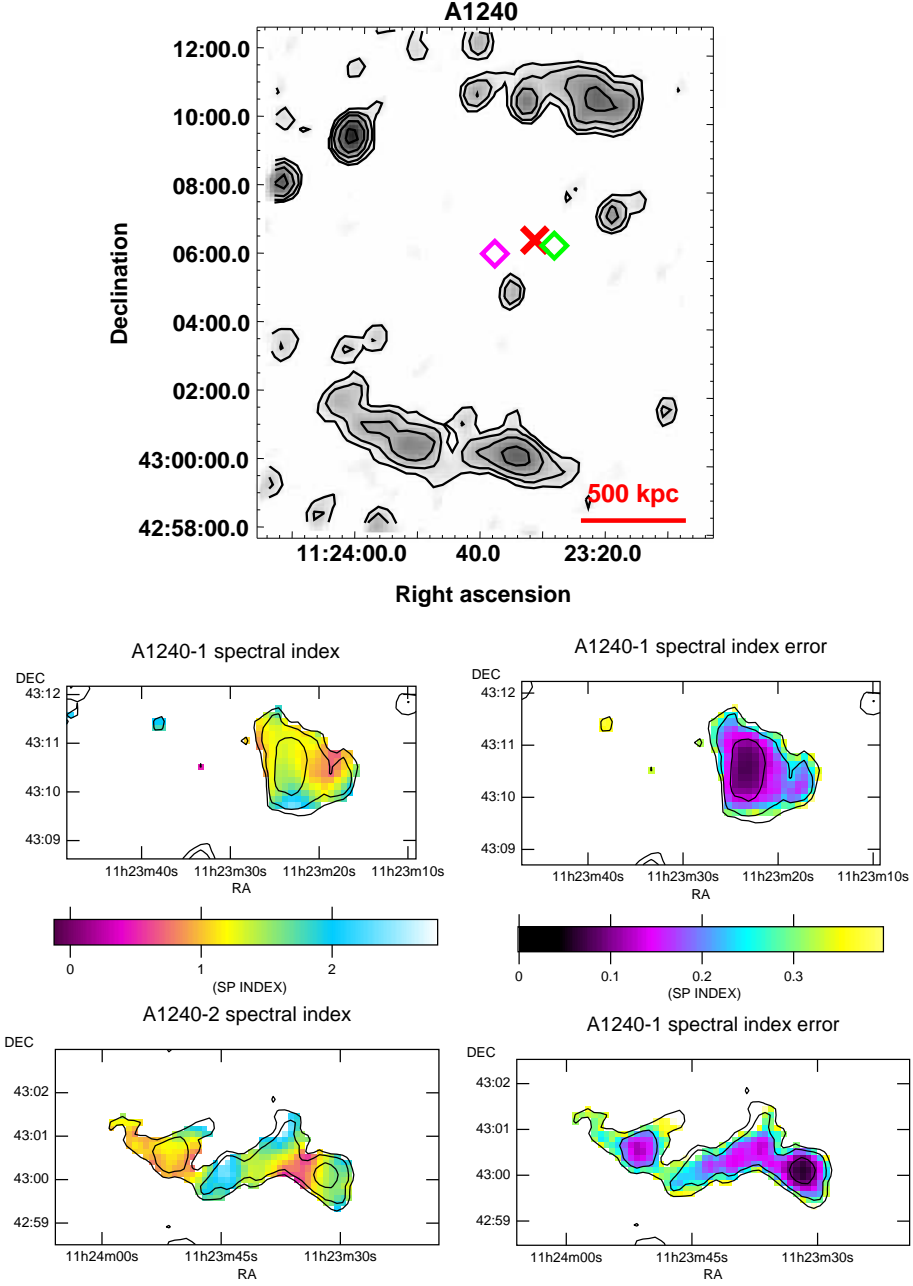 A1240
12:00.0
10:00.0
08:00.0
06:00.0
04:00.0
02:00.0
43:00:00.0
42:58:00.0
Declination
500 kpc
11:24:00.0 40.0 23:20.0
Right ascension
A1240-1 spectral index
DEC
43:12
43:11
43:10
43:09
11h23m40s 11h23m30s 11h23m20s 11h23m10s
RA
0 1 2
(SP INDEX)
A1240-1 spectral index error
DEC
43:12
43:11
43:10
43:09
11h23m40s 11h23m30s 11h23m20s 11h23m10s
RA
0 0.1 0.2 0.3
(SP INDEX)
A1240-2 spectral index
DEC
43:02
43:01
43:00
42:59
11h24m00s 11h23m45s 11h23m30s
RA
A1240-1 spectral index error
DEC
43:02
43:01
43:00
42:59
11h24m00s 11h23m45s 11h23m30s
RA